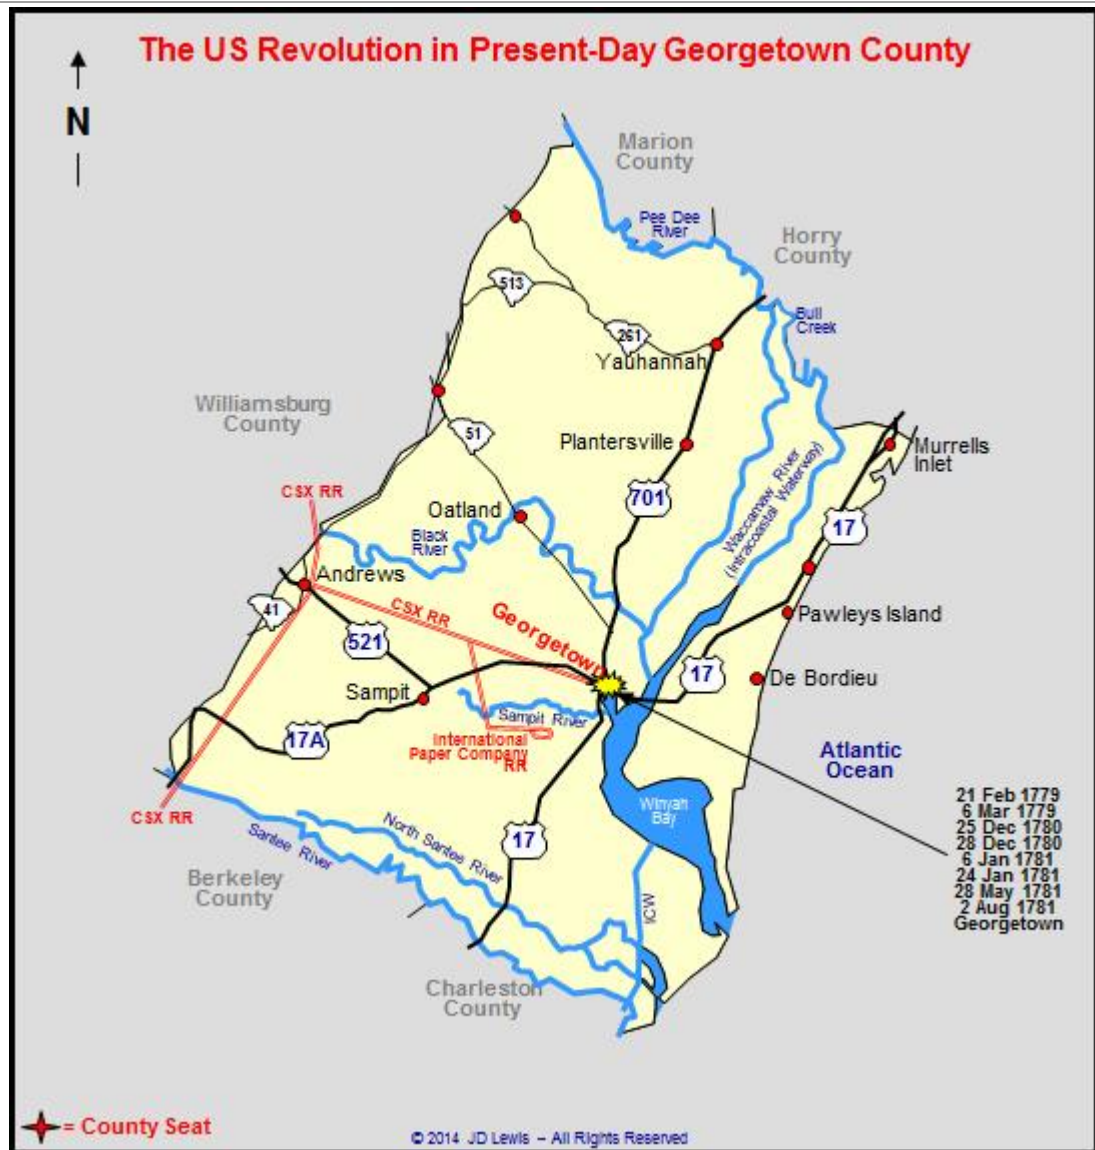 The US Revolution in Present-Day Georgetown County
N
Marion
County
Pee Dee
River
Horry
County
513
Bull
Creek
261
Yauhannah
Williamsburg
County
51
Plantersville
Murrells
Inlet
CSX RR
701
Waccamaw River
(Intracoastal Waterway)
Oatland
17
Black
River
Andrews
41
CSX RR
Georgetown
Pawleys Island
521
17
De Bordieu
Sampit
Sampit River
17A
International
Paper Company
RR
Atlantic
Ocean
Winyah
Bay
CSX RR
North Santee River
Santee River
17
21 Feb 1779
6 Mar 1779
25 Dec 1780
28 Dec 1780
6 Jan 1781
24 Jan 1781
28 May 1781
2 Aug 1781
Georgetown
Berkeley
County
ICW
Charleston
County
= County Seat
© 2014 JD Lewis – All Rights Reserved